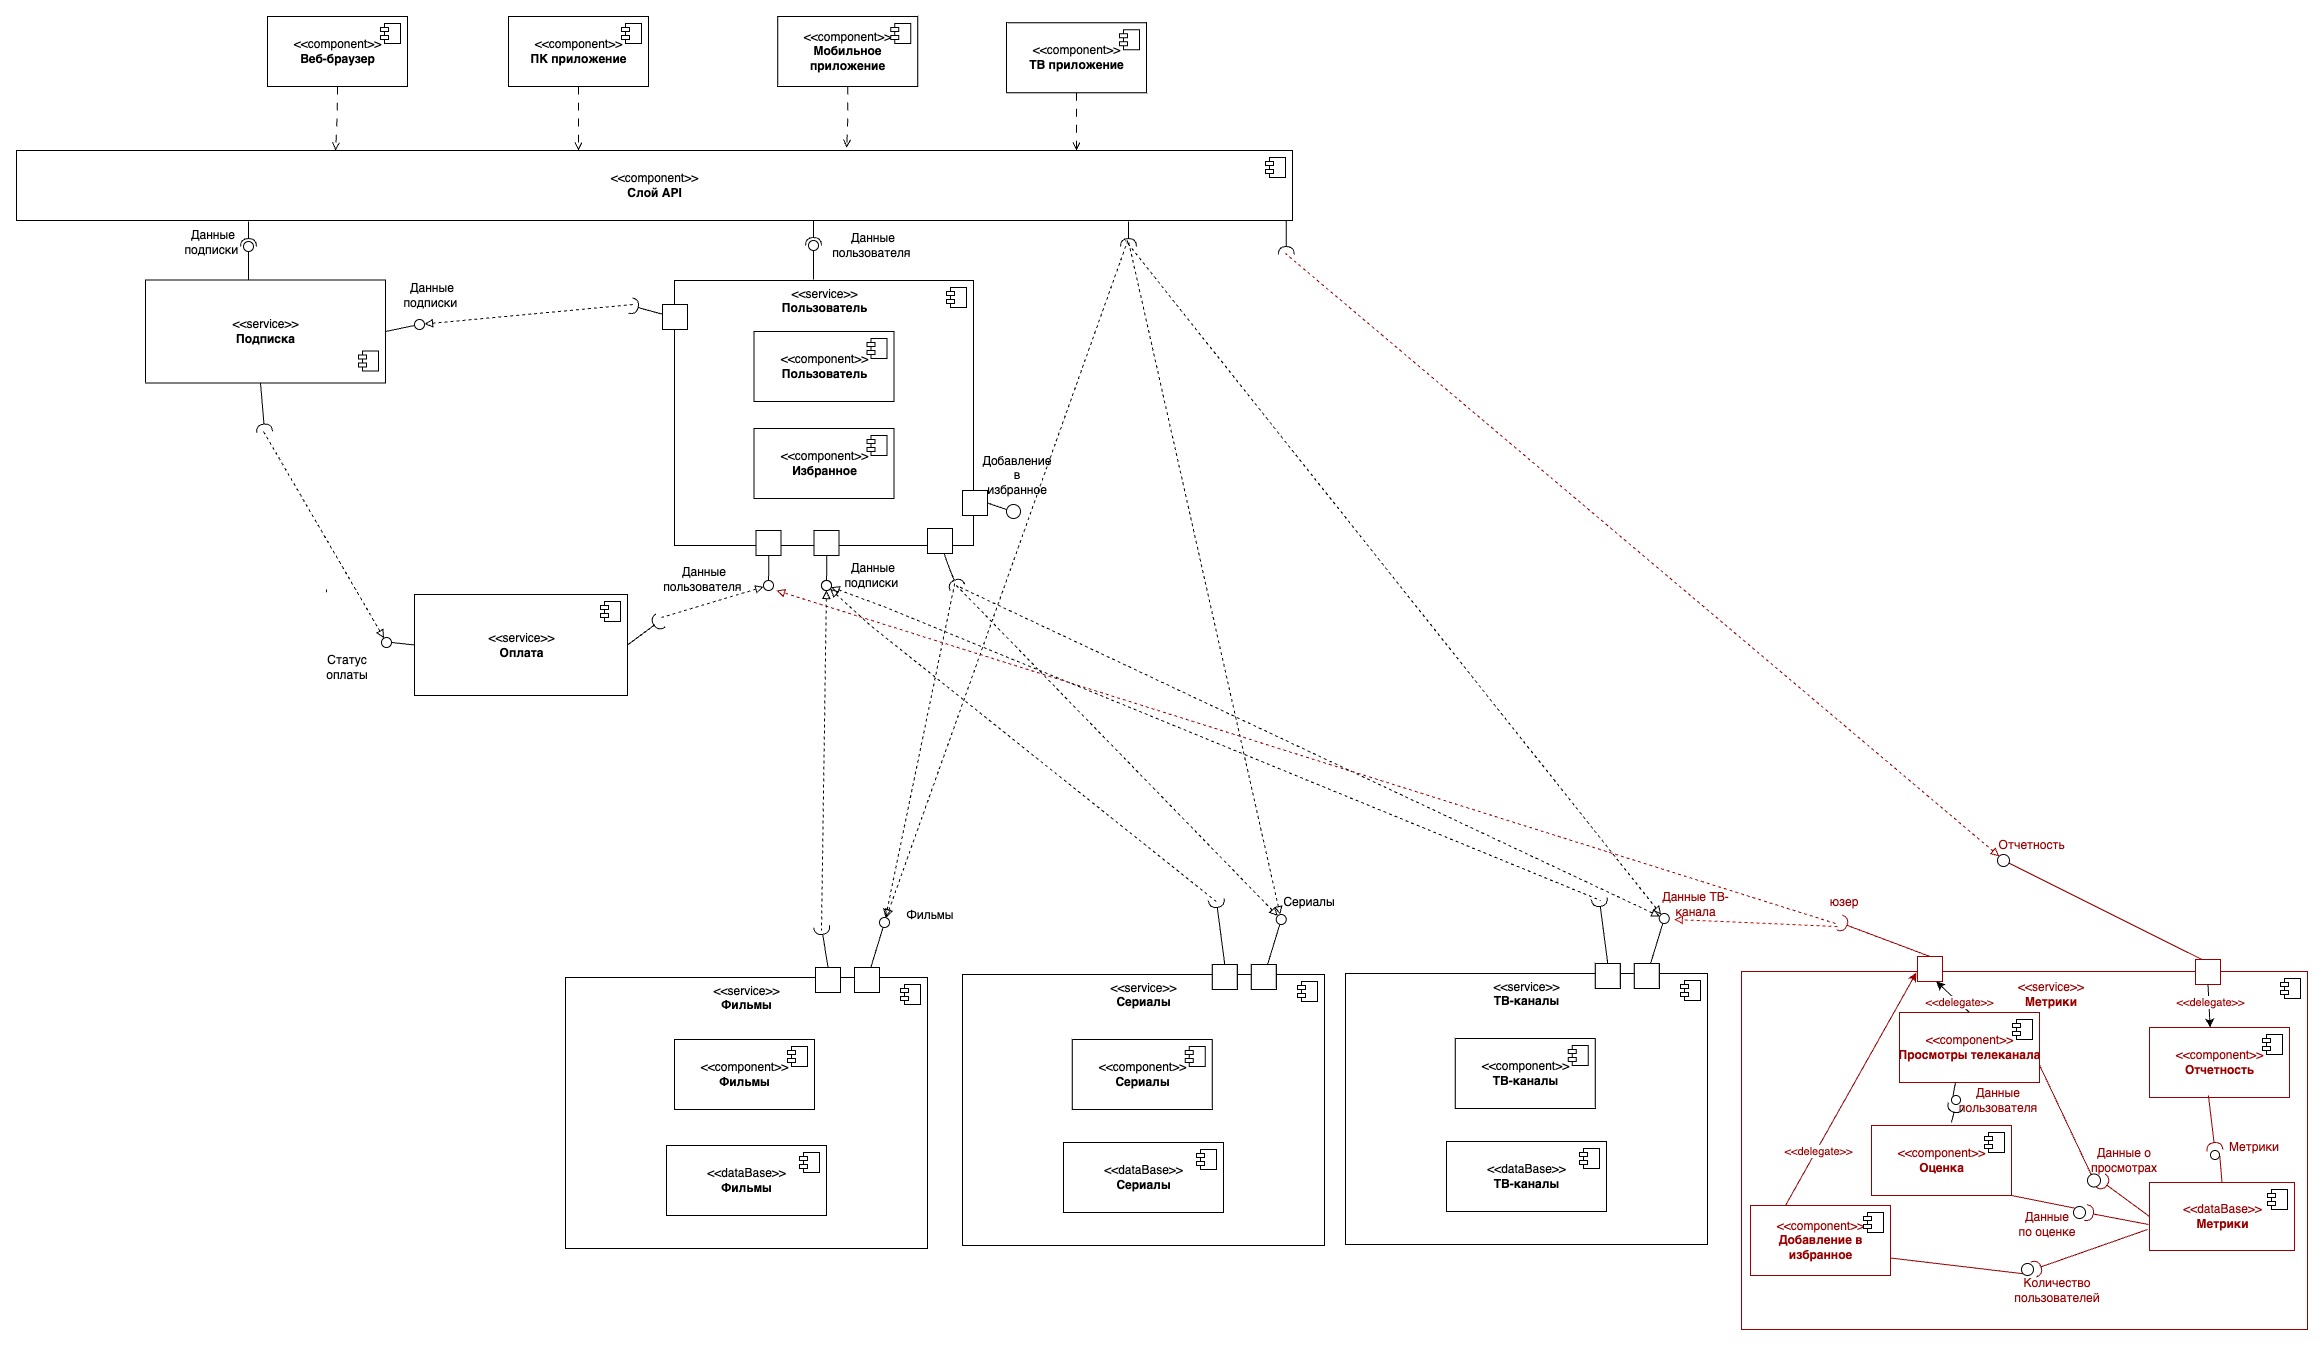 <<component>>
Веб-браузер
<<component>>
ПК приложение
<<component>>
Мобильное
приложение
<<component>>
ТВ приложение
<<component>>
Слой API
Данные
подписки
Данные
пользователя
<<service>>
Подписка
Данные
подписки
<<service>>
Пользователь
<<component>>
Пользователь
<<component>>
Избранное
Добавление
в
избранное
Данные
пользователя
Данные
подписки
<<service>>
Оплата
Статус
оплаты
Отчетность
Фильмы
Сериалы
Данные ТВ-
канала
юзер
<<service>>
Фильмы
<<component>>
Фильмы
<<dataBase>>
Фильмы
<<service>>
Сериалы
<<component>>
Сериалы
<<dataBase>>
Сериалы
<<service>>
ТВ-каналы
<<component>>
ТВ-каналы
<<dataBase>>
ТВ-каналы
<<service>>
Метрики
<<delegate>>
<<delegate>>
<<component>>
Просмотры телеканала
<<component>>
Отчетность
Данные
пользователя
<<component>>
Оценка
<<delegate>>
Данные о
просмотрах
Метрики
<<dataBase>>
Метрики
Данные
по оценке
<<component>>
Добавление в
избранное
Количество
пользователей